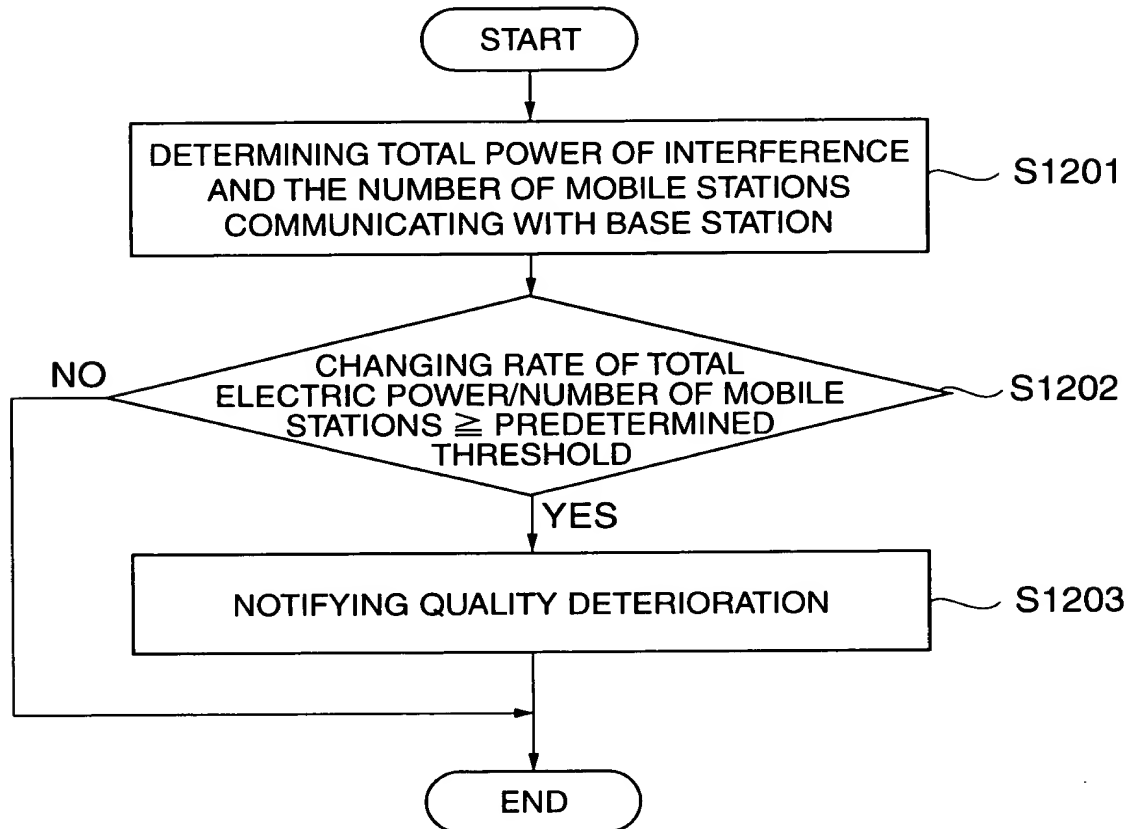 START
DETERMINING TOTAL POWER OF INTERFERENCE
AND THE NUMBER OF MOBILE STATIONS
COMMUNICATING WITH BASE STATION
S1201
CHANGING RATE OF TOTAL
ELECTRIC POWER/NUMBER OF MOBILE
STATIONS ≧ PREDETERMINED
THRESHOLD
S1202
NO
YES
NOTIFYING QUALITY DETERIORATION
S1203
END